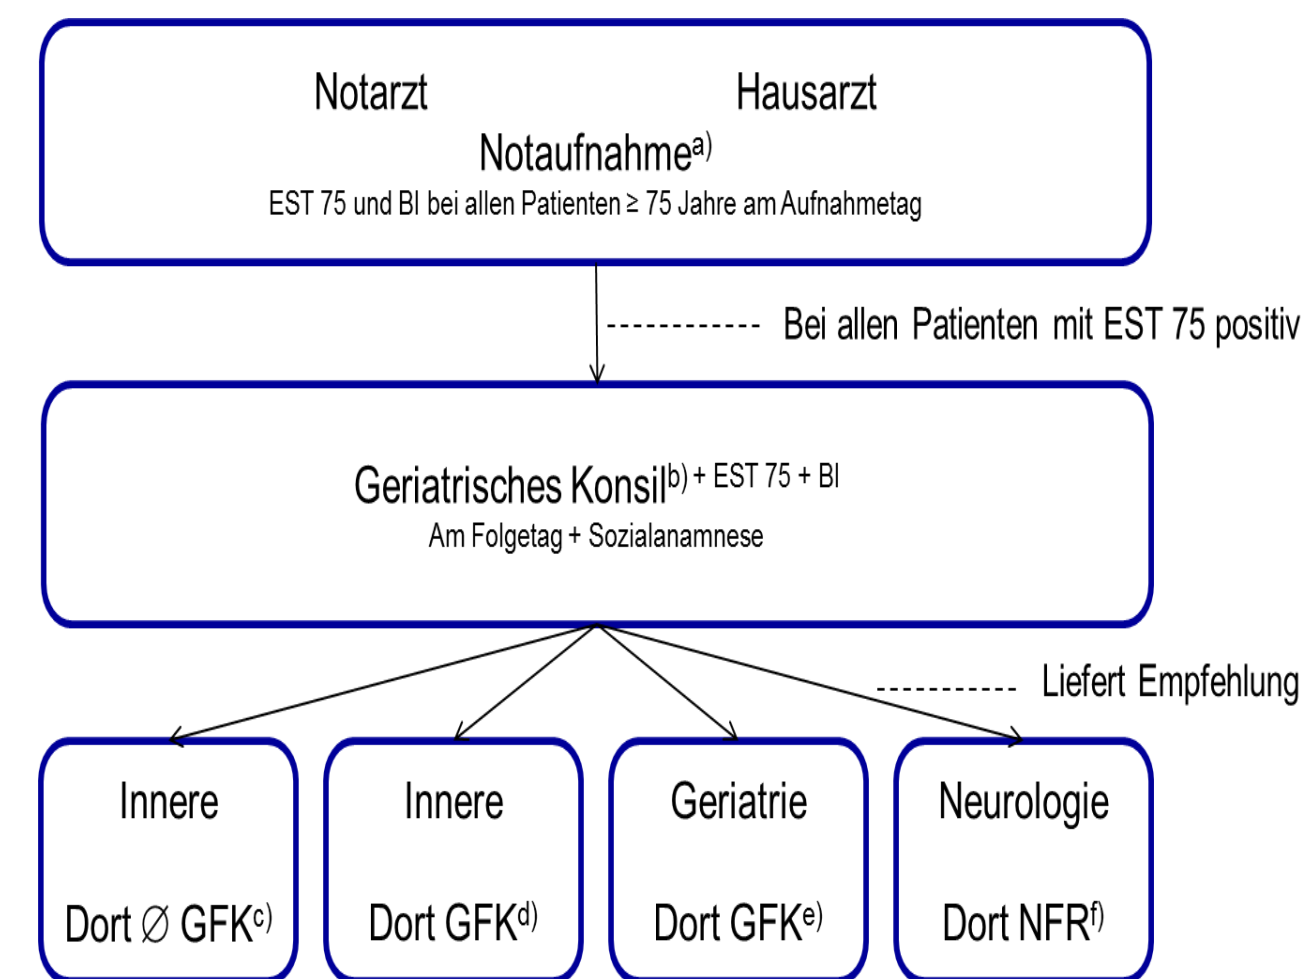 Notarzt Hausarzt
Notaufnahmea)
EST 75 und BI bei allen Patienten ≥ 75 Jahre am Aufnahmetag
Bei allen Patienten mit EST 75 positiv
Geriatrisches Konsilb) + EST 75 + BI
Am Folgetag + Sozialanamnese
Liefert Empfehlung
Innere
Dort ∅ GFKc)
Innere
Dort GFKd)
Geriatrie
Dort GFKe)
Neurologie
Dort NFRf)